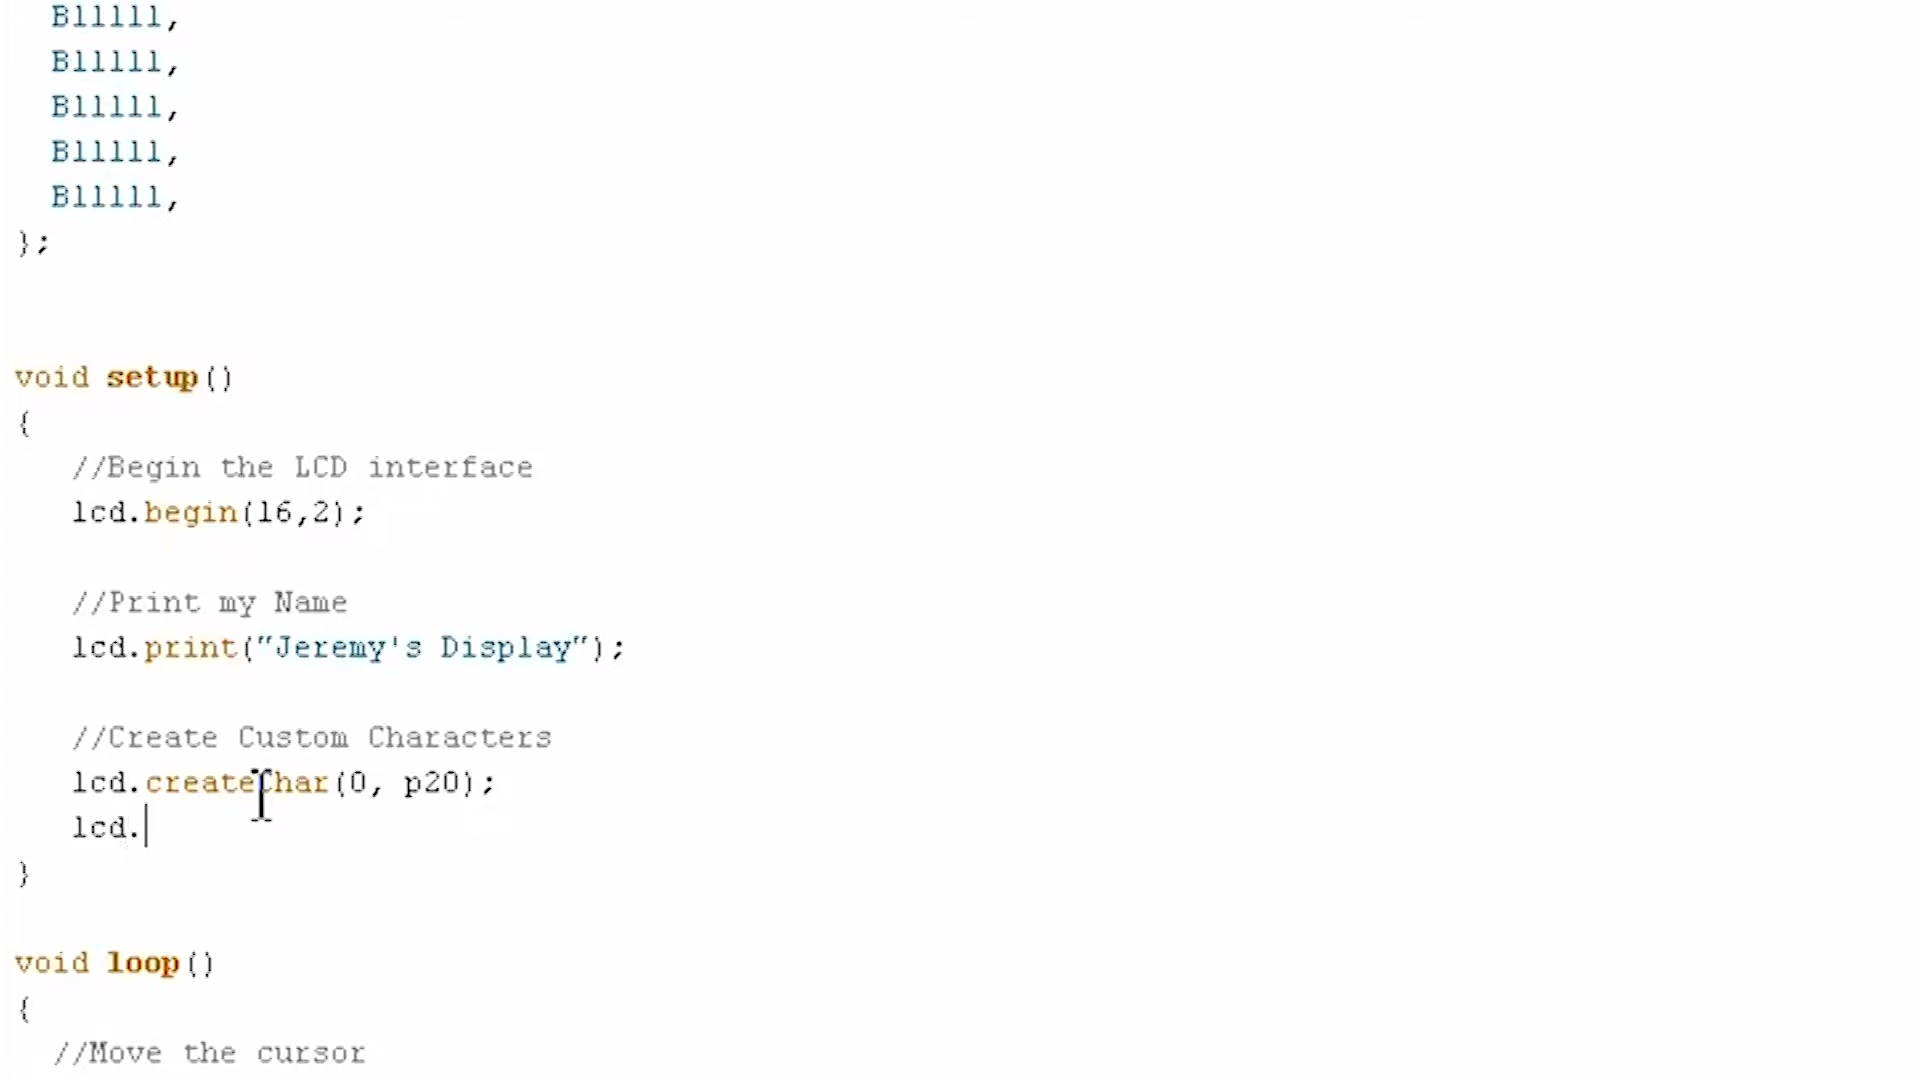 B11111,
B11111,
B11111,
B11111,
B11111,
};
void setup()
{
//Begin the LCD interface
lcd.begin(16,2);
//Print my Name
lcd.print("Jeremy's Display");
//Create Custom Characters
lcd.createChar(0, p20);
lcd.
}
void loop()
{
//Move the cursor